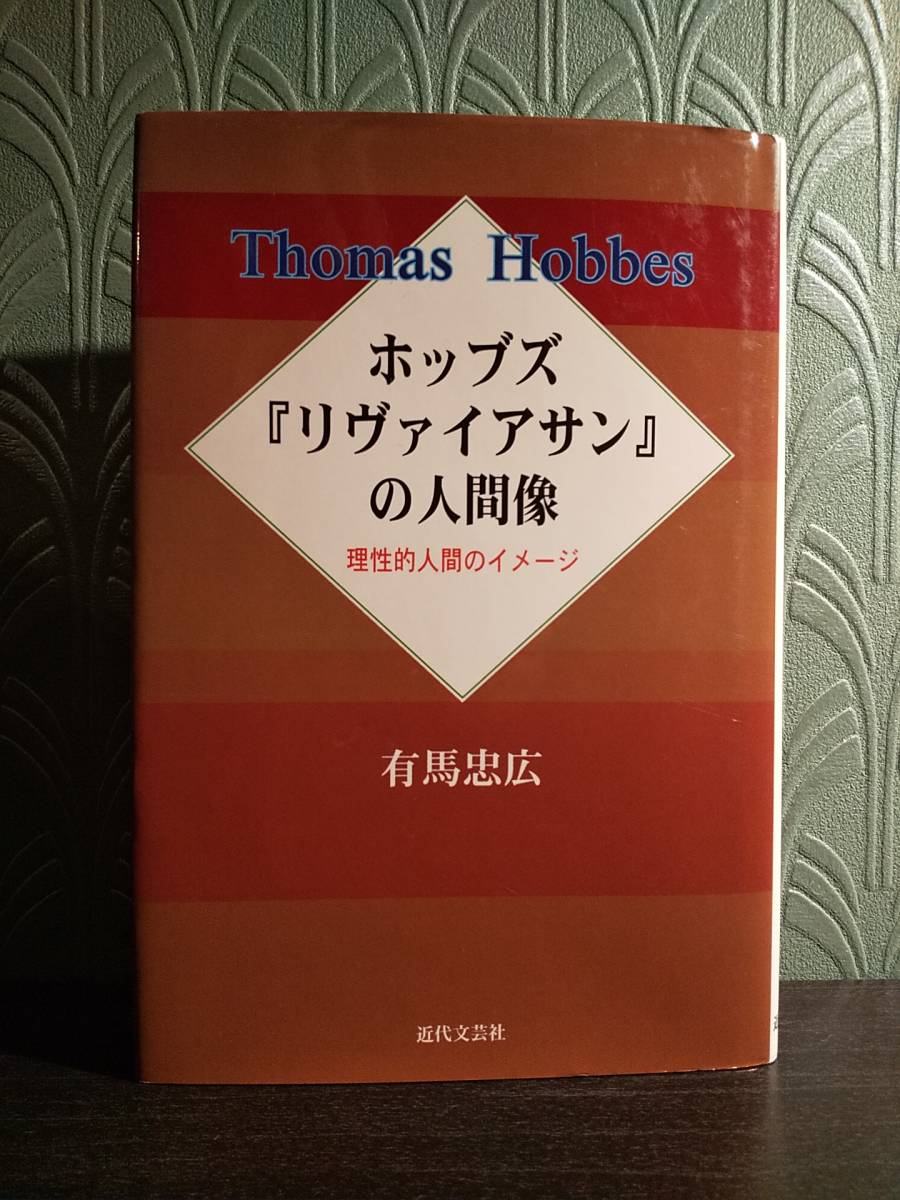 Thomas Hobbes
ホッブズ
『リヴァイアサン』
の人間像
理性的人間のイメージ
有馬忠広
近代文芸社